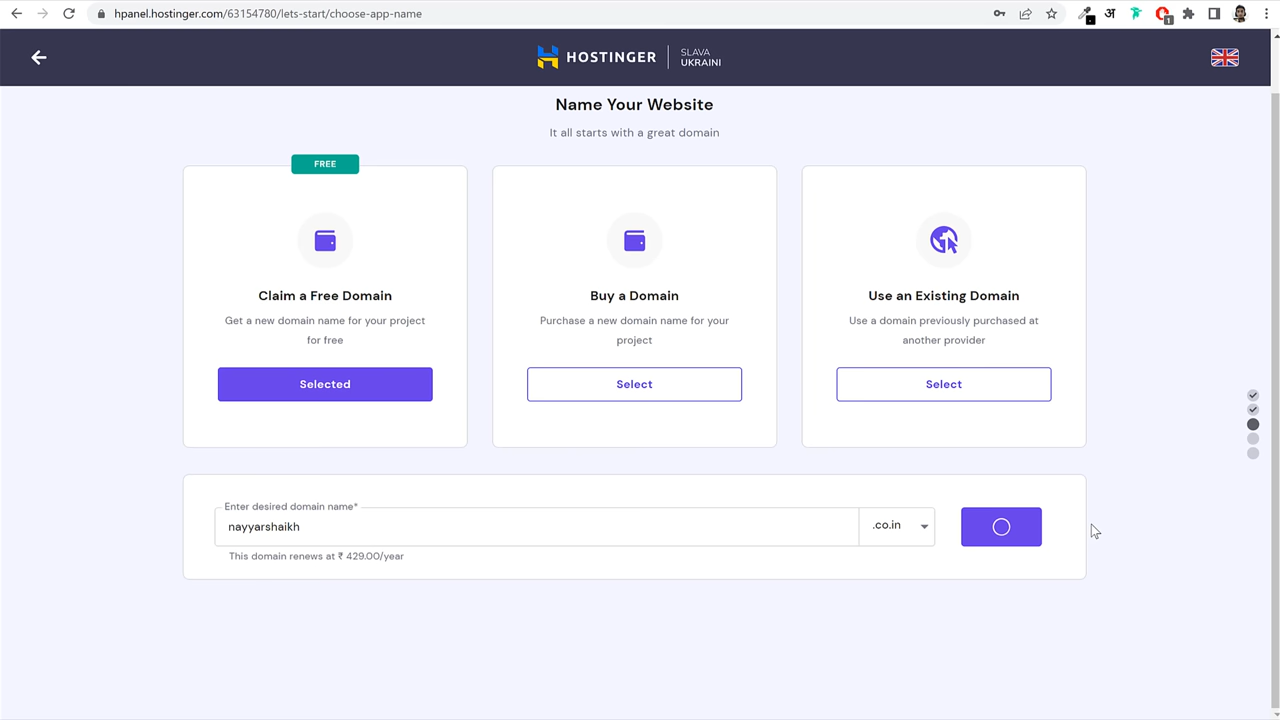 hpanel.hostinger.com/63154780/lets-start/choose-app-name
अ
1
HOSTINGER
SLAVA
UKRAINI
Name Your Website
It all starts with a great domain
FREE
Claim a Free Domain
Get a new domain name for your project
for free
Selected
Buy a Domain
Purchase a new domain name for your
project
Select
Use an Existing Domain
Use a domain previously purchased at
another provider
Select
Enter desired domain name*
nayyarshaikh
.co.in
This domain renews at ₹ 429.00/year